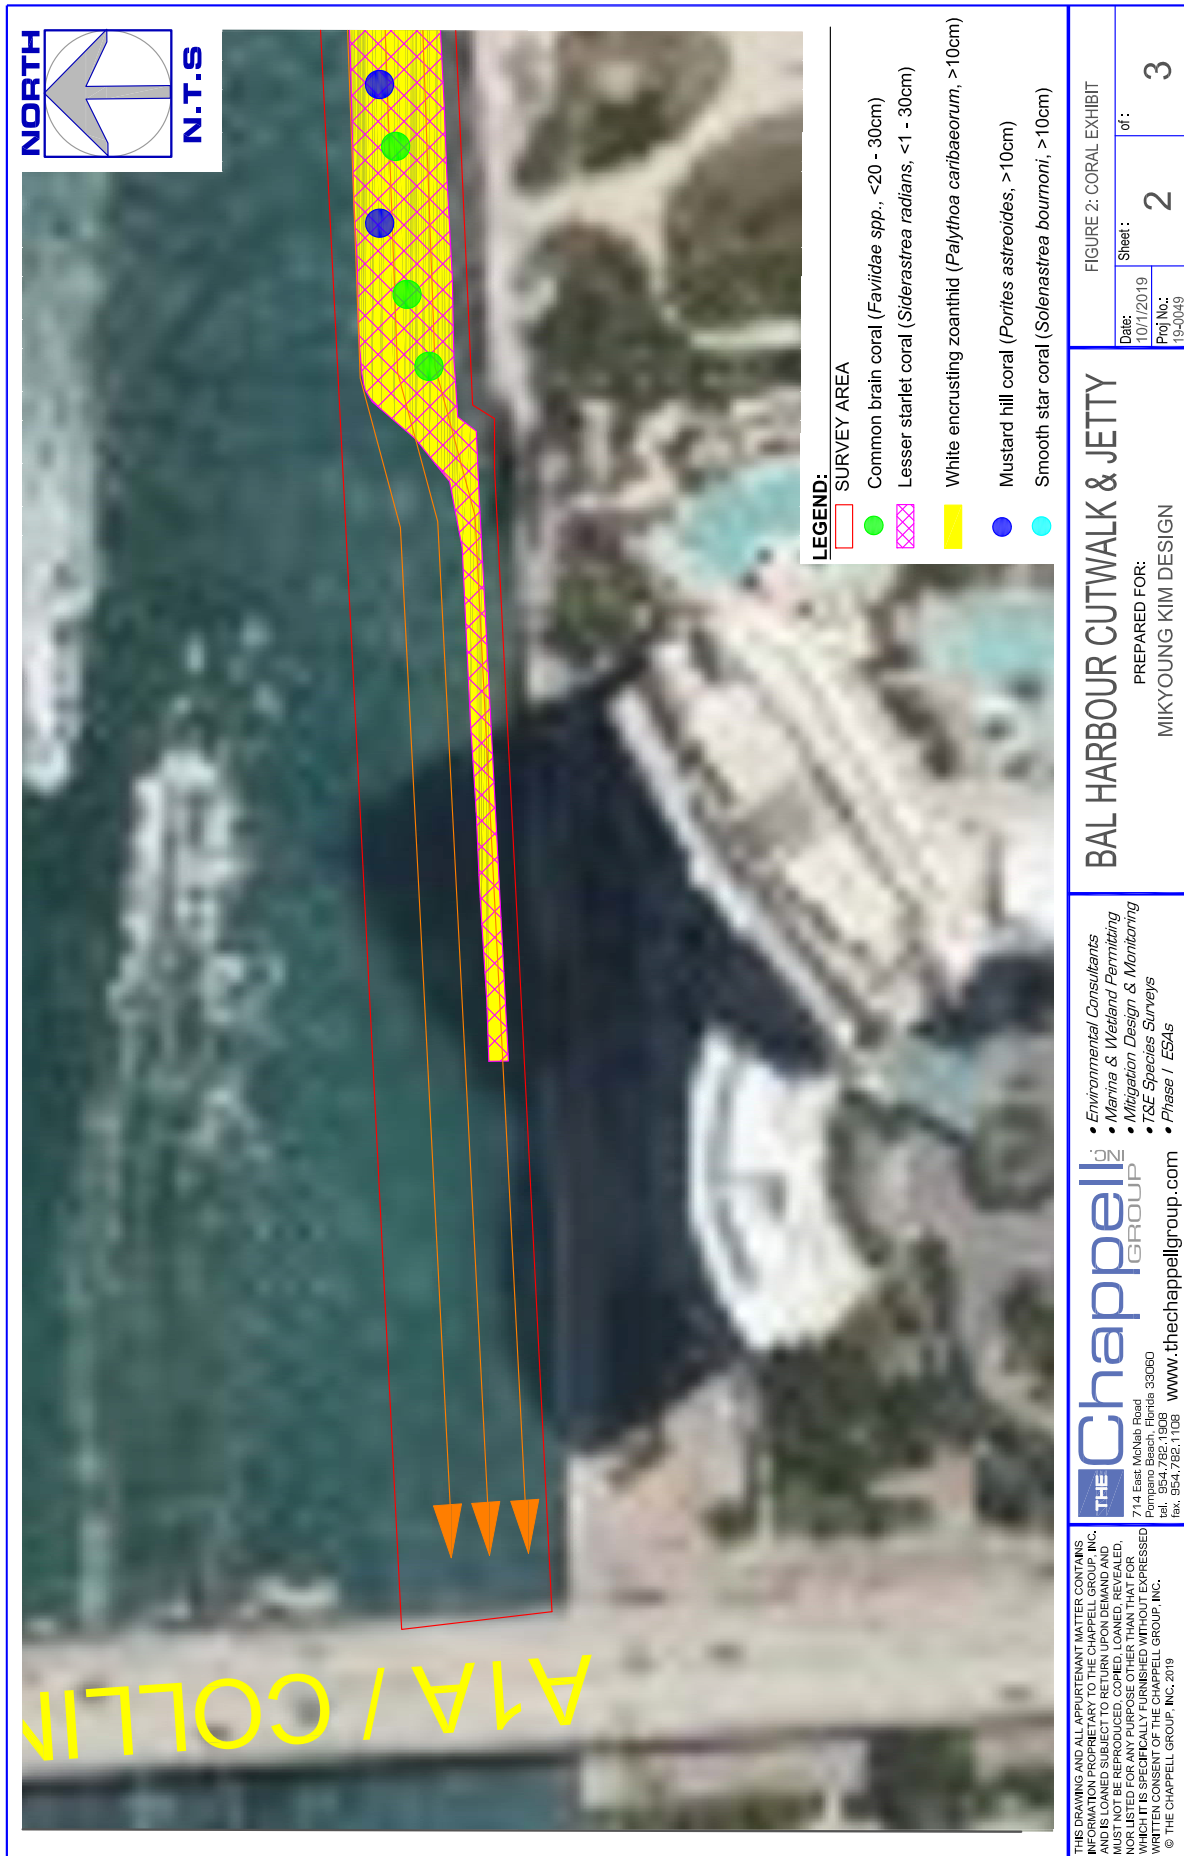 NORTH
N.T.S
A1A / COLLIN
LEGEND:
SURVEY AREA
Common brain coral (Faviidae spp., <20 - 30cm)
Lesser starlet coral (Siderastrea radians, <1 - 30cm)
White encrusting zoanthid (Palythoa caribaeorum, >10cm)
Mustard hill coral (Porites astreoides, >10cm)
Smooth star coral (Solenastrea bournoni, >10cm)
THIS DRAWING AND ALL APPURTENANT MATTER CONTAINS
INFORMATION PROPRIETARY TO THE CHAPPELL GROUP, INC.
AND IS LOANED SUBJECT TO RETURN UPON DEMAND AND
MUST NOT BE REPRODUCED, COPIED, LOANED, REVEALED,
NOR LISTED FOR ANY PURPOSE OTHER THAN THAT FOR
WHICH IT IS SPECIFICALLY FURNISHED WITHOUT EXPRESSED
WRITTEN CONSENT OF THE CHAPPELL GROUP, INC.
© THE CHAPPELL GROUP, INC. 2019
THE Chappell
GROUP INC
714 East McNab Road
Pompano Beach, Florida 33060
tel. 954.782.1908
fax. 954.782.1108
www.thechappellgroup.com
• Environmental Consultants
• Marina & Wetland Permitting
• Mitigation Design & Monitoring
• T&E Species Surveys
• Phase I ESAs
BAL HARBOUR CUTWALK & JETTY
PREPARED FOR:
MIKYOUNG KIM DESIGN
FIGURE 2: CORAL EXHIBIT
Date:
10/1/2019
Proj No.:
19-0049
Sheet :
2
of :
3